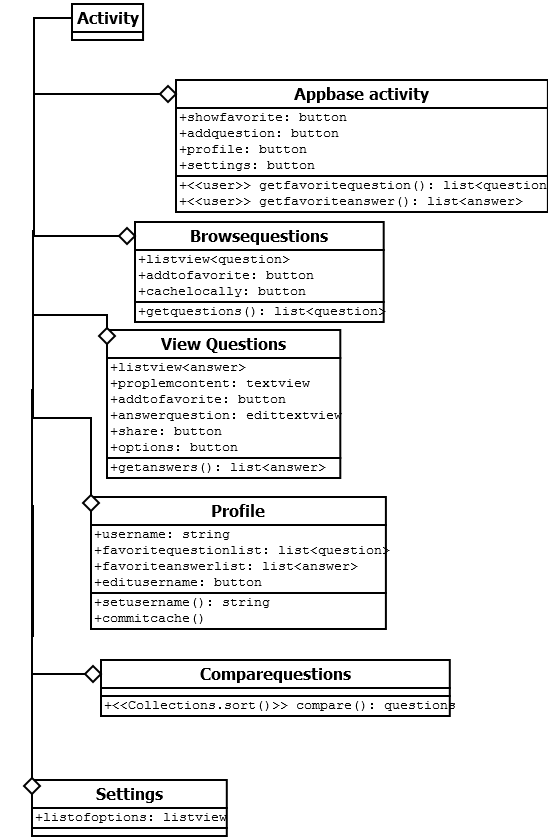 Activity
Appbase activity
+showfavorite: button
+addquestion: button
+profile: button
+settings: button
+<<user>> getfavoritequestion(): list<question
+<<user>> getfavoriteanswer(): list<answer>
Browsequestions
+listview<question>
+addtofavorite: button
+cachelocally: button
+getquestions(): list<question>
View Questions
+listview<answer>
+proplemcontent: textview
+addtofavorite: button
+answerquestion: edittextview
+share: button
+options: button
+getanswers(): list<answer>
Profile
+username: string
+favoritequestionlist: list<question>
+favoriteanswerlist: list<answer>
+editusername: button
+setusername(): string
+commitcache()
Comparequestions
+<<Collections.sort()>> compare(): questions
Settings
+listofoptions: listview